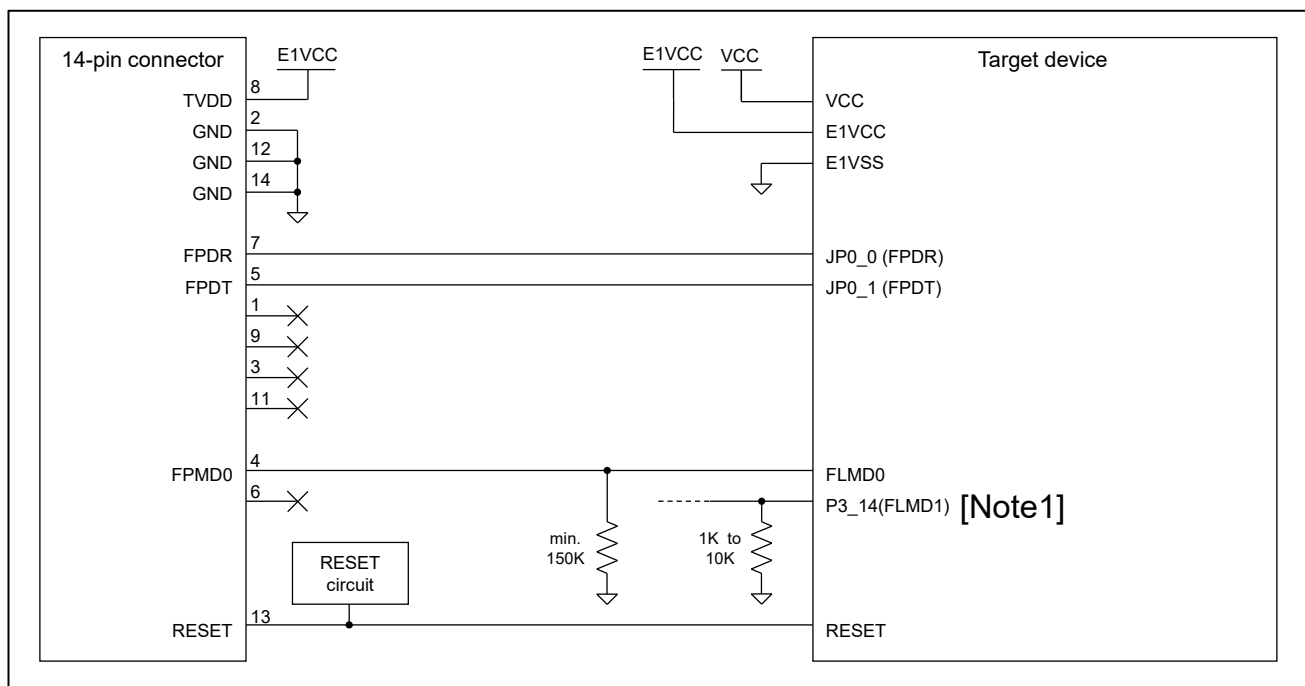 14-pin connector
E1VCC
E1VCC
VCC
Target device
TVDD
8
VCC
GND
2
E1VCC
GND
12
E1VSS
GND
14
FPDR
7
JP0_0 (FPDR)
FPDT
5
JP0_1 (FPDT)
1
9
3
11
FPMD0
4
FLMD0
6
P3_14(FLMD1) [Note1]
min.
150K
1K to
10K
RESET
circuit
RESET
13
RESET